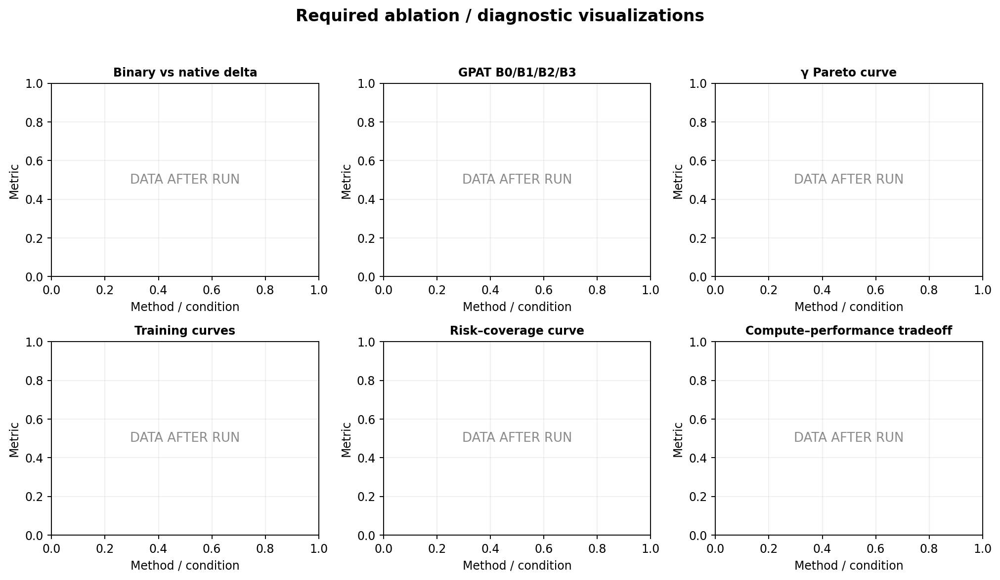 Required ablation / diagnostic visualizations
Binary vs native delta
1.0
0.8
0.6
0.4
0.2
0.0
Metric
DATA AFTER RUN
0.0 0.2 0.4 0.6 0.8 1.0
Method / condition
GPAT B0/B1/B2/B3
1.0
0.8
0.6
0.4
0.2
0.0
Metric
DATA AFTER RUN
0.0 0.2 0.4 0.6 0.8 1.0
Method / condition
γ Pareto curve
1.0
0.8
0.6
0.4
0.2
0.0
Metric
DATA AFTER RUN
0.0 0.2 0.4 0.6 0.8 1.0
Method / condition
Training curves
1.0
0.8
0.6
0.4
0.2
0.0
Metric
DATA AFTER RUN
0.0 0.2 0.4 0.6 0.8 1.0
Method / condition
Risk–coverage curve
1.0
0.8
0.6
0.4
0.2
0.0
Metric
DATA AFTER RUN
0.0 0.2 0.4 0.6 0.8 1.0
Method / condition
Compute–performance tradeoff
1.0
0.8
0.6
0.4
0.2
0.0
Metric
DATA AFTER RUN
0.0 0.2 0.4 0.6 0.8 1.0
Method / condition